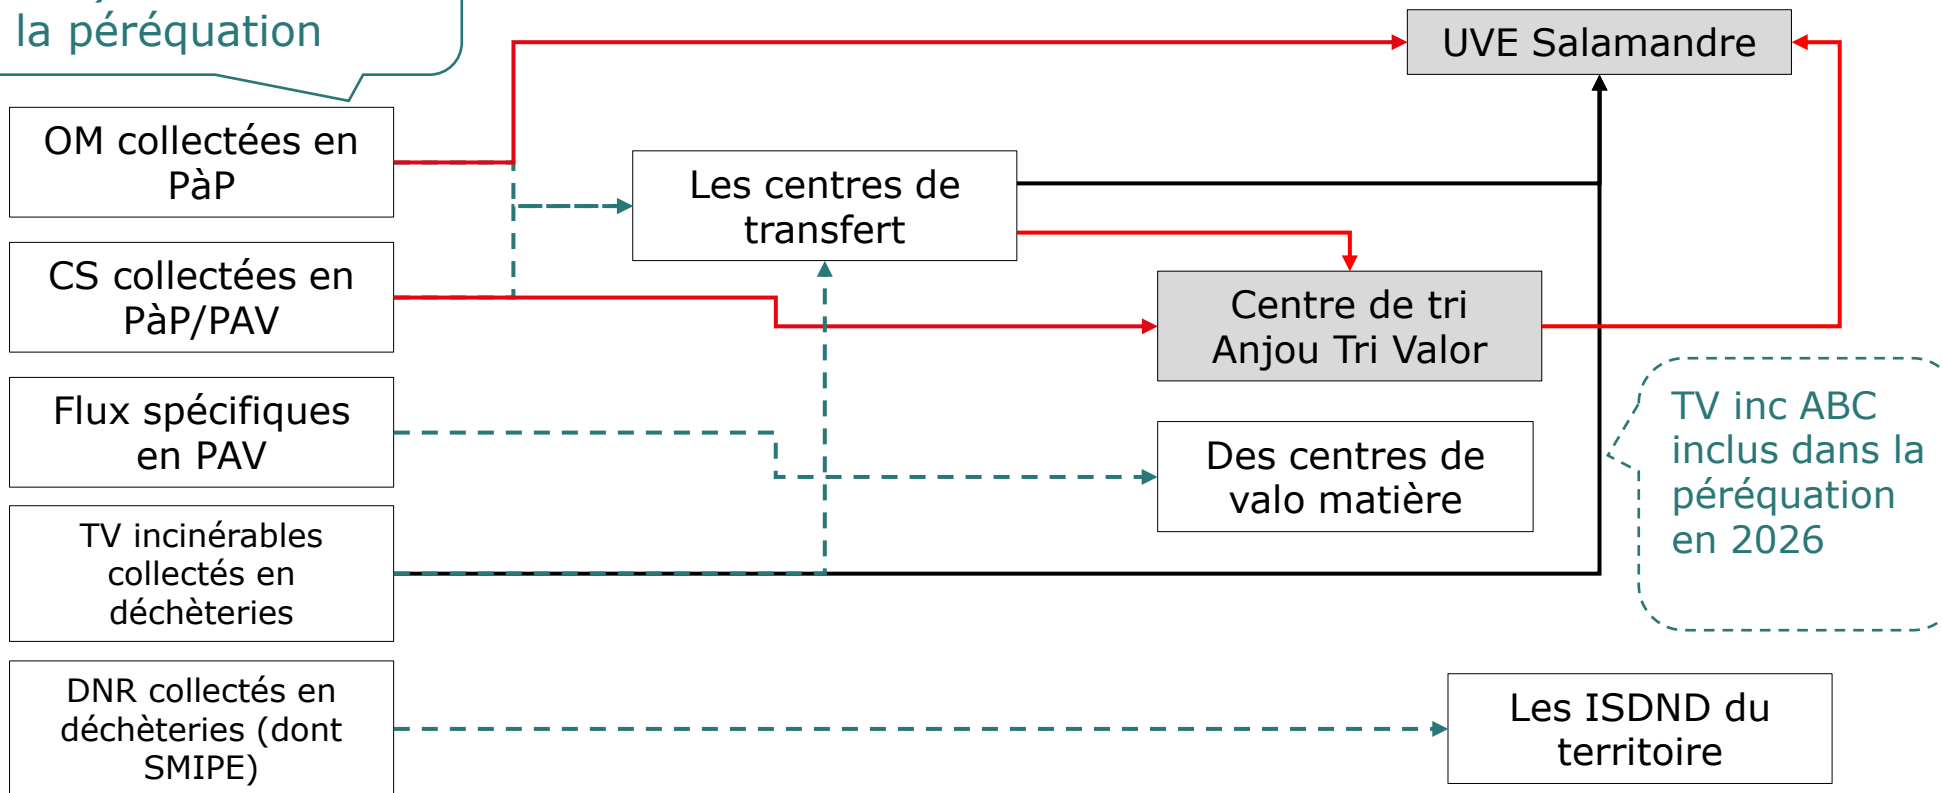 la péréquation
UVE Salamandre
OM collectées en
PàP
Les centres de
transfert
CS collectées en
PàP/PAV
Centre de tri
Anjou Tri Valor
Flux spécifiques
en PAV
Des centres de
valo matière
TV inc ABC
inclus dans la
péréquation
en 2026
TV incinérables
collectés en
déchèteries
DNR collectés en
déchèteries (dont
SMIPE)
Les ISDND du
territoire